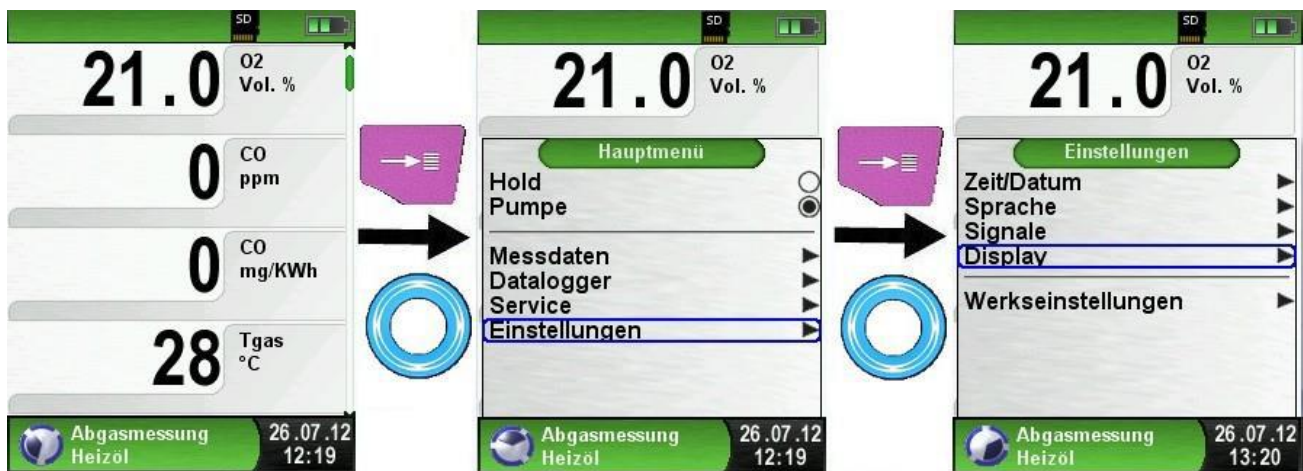 SD
21.0
O2
Vol. %
0
CO
ppm
0
CO
mg/KWh
28
Tgas
°C
Abgasmessung
Heizöl
26.07.12
12:19
SD
21.0
O2
Vol. %
Hauptmenü
Hold
Pumpe
Messdaten
Datalogger
Service
Einstellungen
Abgasmessung
Heizöl
26.07.12
12:19
SD
21.0
O2
Vol. %
Einstellungen
Zeit/Datum
Sprache
Signale
Display
Werkseinstellungen
Abgasmessung
Heizöl
26.07.12
13:20